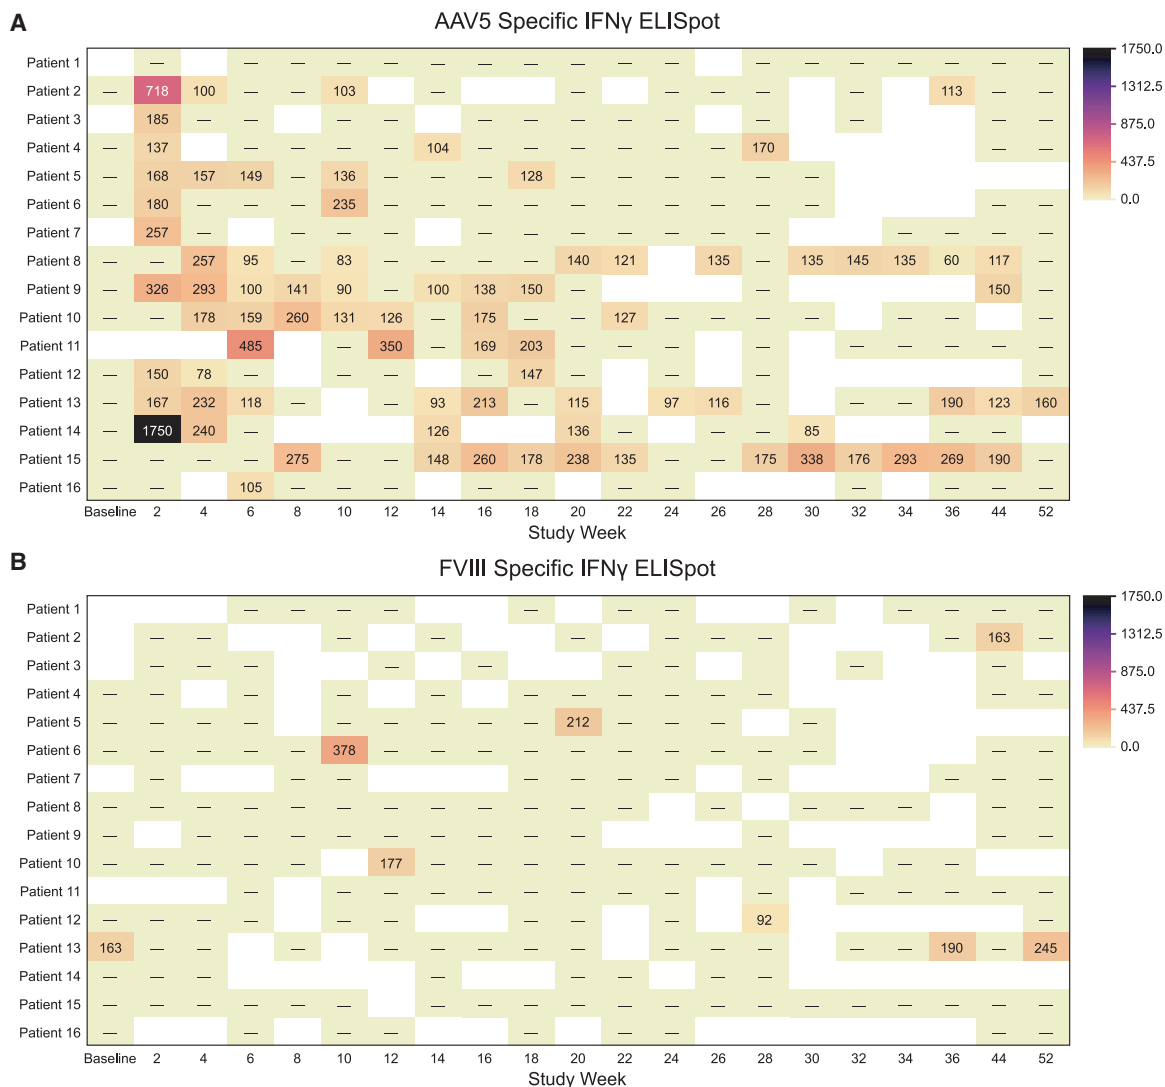 A
AAV5 Specific IFNγ ELISpot
Patient 1 — — — — — — — — — — — — — — — — — —
Patient 2 — 718 100 — — 103 — — — — — 113 — —
Patient 3 185 — — — — — — — — — — — — —
Patient 4 — 137 — — — — 104 — — — — — — 170 — — —
Patient 5 — 168 157 149 — 136 — — — 128 — — — — — —
Patient 6 — 180 — — — 235 — — — — — — — — — — — —
Patient 7 257 — — — — — — — — — — — — — — — —
Patient 8 — — 257 95 — 83 — — — — 140 121 135 — 135 145 135 60 117 —
Patient 9 — 326 293 100 141 90 — 100 138 150 — — 150 —
Patient 10 — — 178 159 260 131 126 — 175 — — 127 — — — — — — —
Patient 11 485 — 350 — 169 203 — — — — — — — — —
Patient 12 — 150 78 — — — — 147 — — — — — — —
Patient 13 — 167 232 118 — — 93 213 — 115 97 116 — — — 190 123 160
Patient 14 — 1750 240 — 126 — — 136 — — — — 85 — —
Patient 15 — — — — 275 — — 148 260 178 238 135 — — 175 338 176 293 269 190 —
Patient 16 — — 105 — — — — — — — — — —
Baseline 2 4 6 8 10 12 14 16 18 20 22 24 26 28 30 32 34 36 44 52
Study Week
1750.0
1312.5
875.0
437.5
0.0
B
FVIII Specific IFNγ ELISpot
Patient 1 — — — — — — — — — — — — —
Patient 2 — — — — — — — — — 163 —
Patient 3 — — — — — — — — — —
Patient 4 — — — — — — — — — — — — — —
Patient 5 — — — — — — — — — 212 — — — —
Patient 6 — — — — — 378 — — — — — — — — — — — —
Patient 7 — — — — — — — — — — —
Patient 8 — — — — — — — — — — — — — — — — — —
Patient 9 — — — — — — — — — — — — —
Patient 10 — — — — — 177 — — — — — — — — — — —
Patient 11 — — — — — — — — — — — — — —
Patient 12 — — — — — — — — 92 —
Patient 13 163 — — — — — — — — — — — — — 190 — 245
Patient 14 — — — — — — —
Patient 15 — — — — — — — — — — — — — — — — — — — —
Patient 16 — — — — — — — — — —
Baseline 2 4 6 8 10 12 14 16 18 20 22 24 26 28 30 32 34 36 44 52
Study Week
1750.0
1312.5
875.0
437.5
0.0